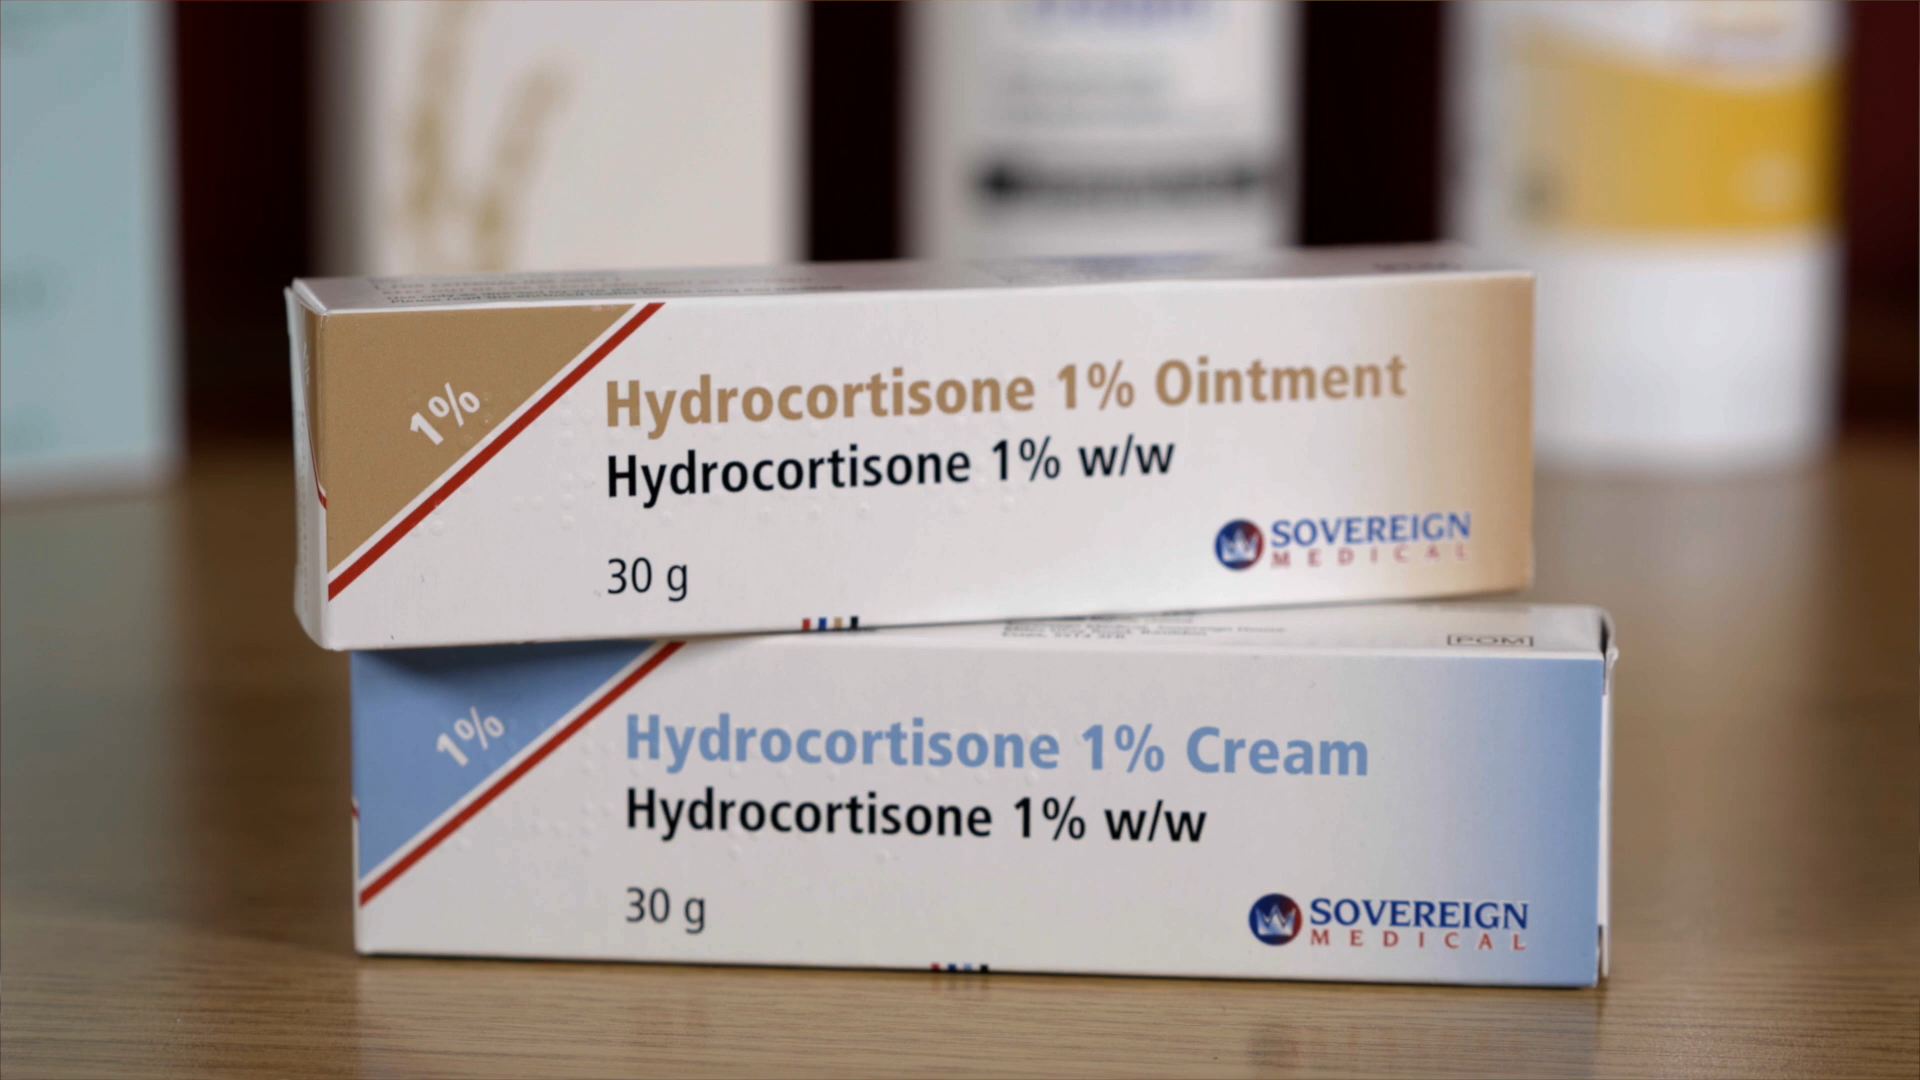 1%
Hydrocortisone 1% Ointment
Hydrocortisone 1% w/w
30 g
SOVEREIGN
MEDICAL
[POM]
1%
Hydrocortisone 1% Cream
Hydrocortisone 1% w/w
30 g
SOVEREIGN
MEDICAL